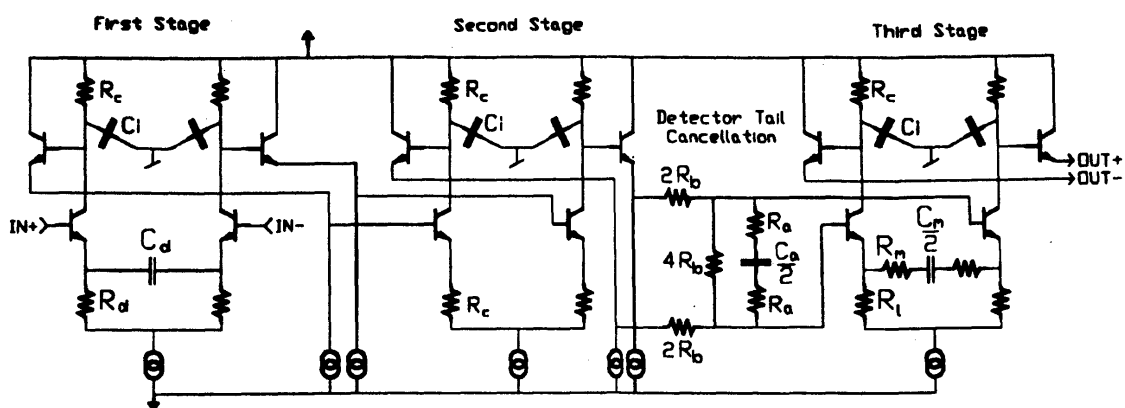 First Stage
Second Stage
Third Stage
Rc
Ci
Rc
Ci
Detector Tail
Cancellation
Rc
Ci
OUT+
OUT-
IN+
IN-
Cd
Rd
Rc
2Rb
4Rb
Ra
Ca/2
Ra
2Rb
Rm
Cm/2
Rl